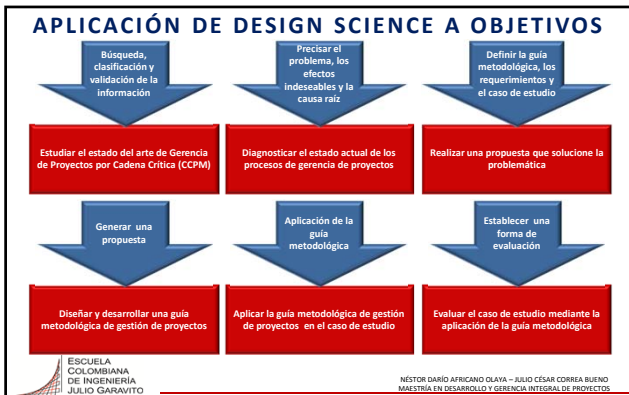 APLICACIÓN DE DESIGN SCIENCE A OBJETIVOS
Búsqueda,
clasificación y
validación de la
información
Precisar el
problema, los
efectos
indeseables y la
causa raíz
Definir la guía
metodológica, los
requerimientos y
el caso de estudio
Estudiar el estado del arte de Gerencia
de Proyectos por Cadena Crítica (CCPM)
Diagnosticar el estado actual de los
procesos de gerencia de proyectos
Realizar una propuesta que solucione la
problemática
Generar una
propuesta
Aplicación de la
guía
metodológica
Establecer una
forma de
evaluación
Diseñar y desarrollar una guía
metodológica de gestión de proyectos
Aplicar la guía metodológica de gestión
de proyectos en el caso de estudio
Evaluar el caso de estudio mediante la
aplicación de la guía metodológica
ESCUELA
COLOMBIANA
DE INGENIERÍA
JULIO GARAVITO
NÉSTOR DARÍO AFRICANO OLAYA – JULIO CÉSAR CORREA BUENO
MAESTRÍA EN DESARROLLO Y GERENCIA INTEGRAL DE PROYECTOS